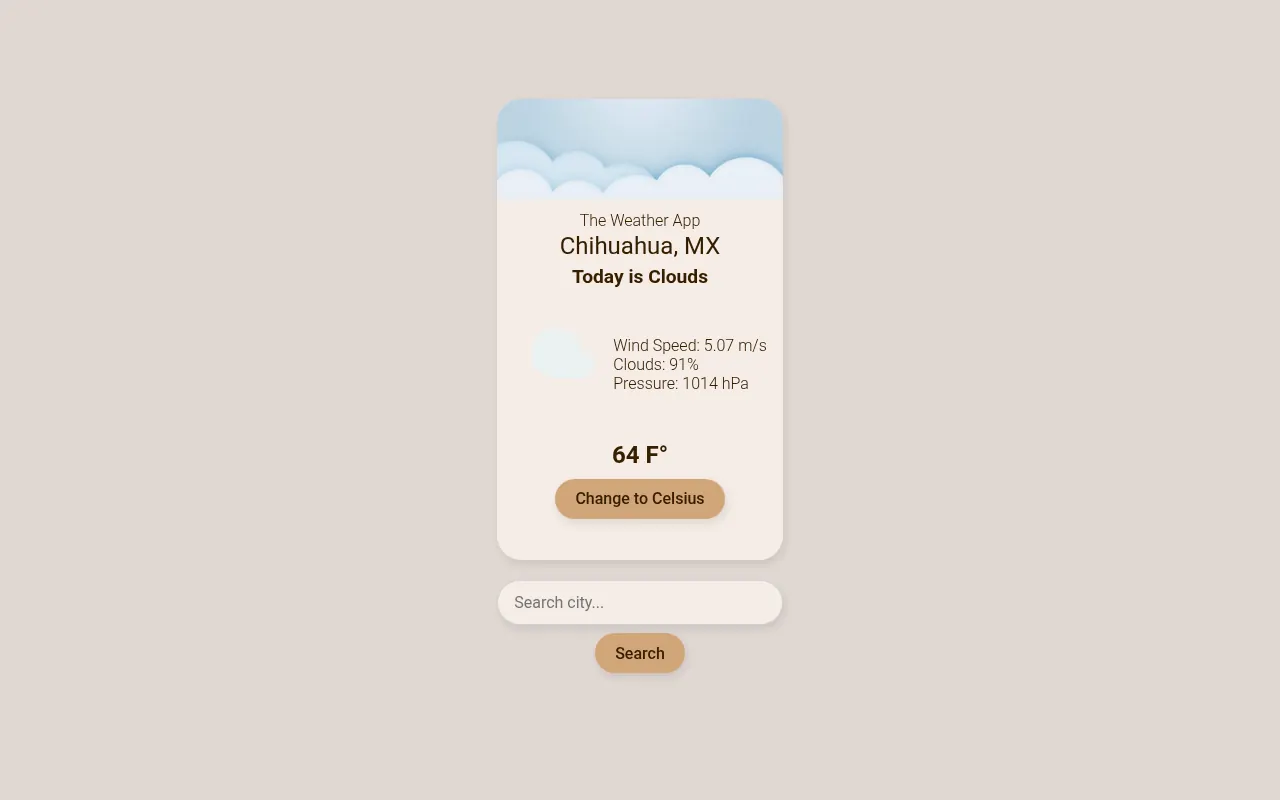 The Weather App
Chihuahua, MX
Today is Clouds
Wind Speed: 5.07 m/s
Clouds: 91%
Pressure: 1014 hPa
64 F°
Change to Celsius
Search city...
Search